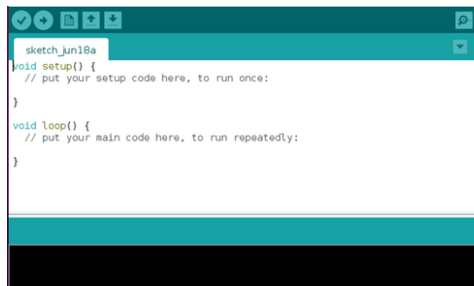 sketch_jun18a
void setup() {
// put your setup code here, to run once:
}
void loop() {
// put your main code here, to run repeatedly:
}